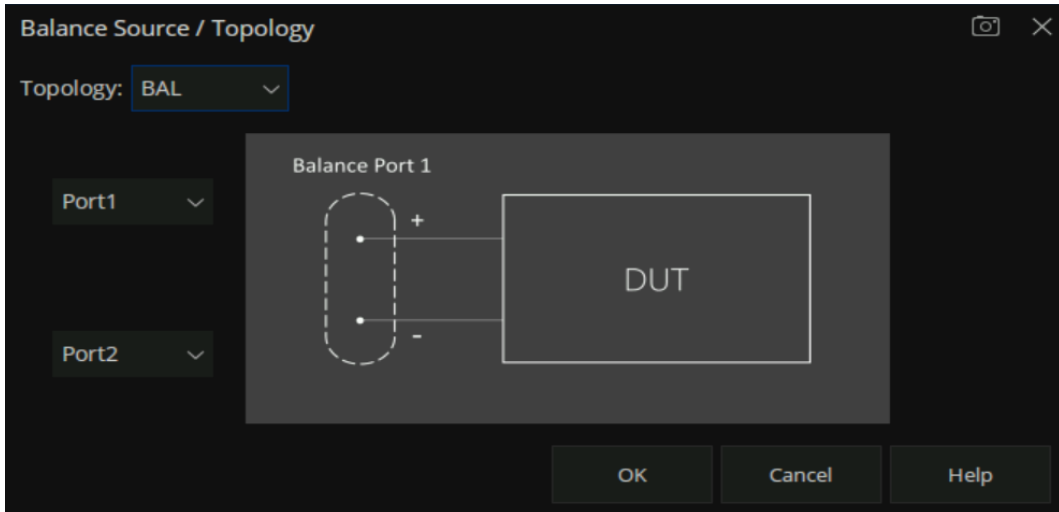 Balance Source / Topology
Topology: BAL
Balance Port 1
Port1
+
DUT
Port2
-
OK Cancel Help